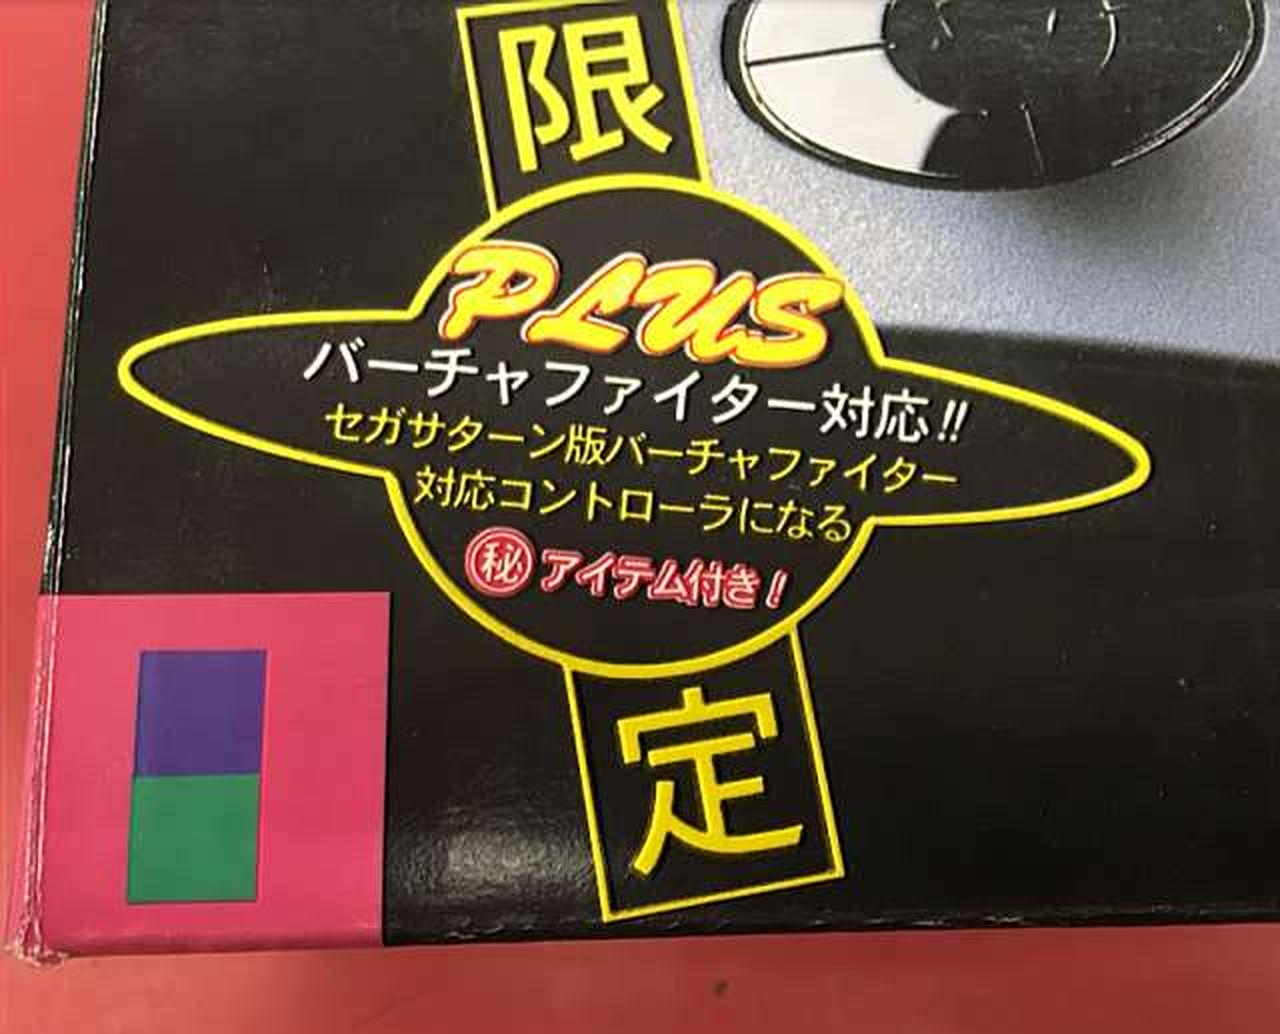 限
PLUS
バーチャファイター対応!!
セガサターン版バーチャファイター
対応コントローラになる
㊙アイテム付き!
定